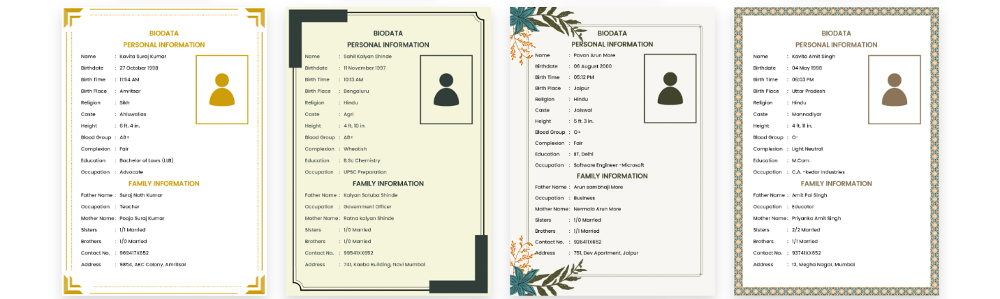 BIODATA
PERSONAL INFORMATION
Name : Kavita Suraj Kumar
Birthdate : 27 October 1998
Birth Time : 11:54 AM
Birth Place : Amritsar
Religion : Sikh
Caste : Ahluwalias
Height : 6 ft. 4 in.
Blood Group : AB+
Complexion : Fair
Education : Bachelor of Laws (LLB)
Occupation : Advocate
FAMILY INFORMATION
Father Name : Suraj Nath Kumar
Occupation : Teacher
Mother Name : Pooja Suraj Kumar
Sisters : 1/1 Married
Brothers : 1/0 Married
Contact No. : 969417X652
Address : 9854, ABC Colony, Amritsar
BIODATA
PERSONAL INFORMATION
Name : Sahil Kalyan Shinde
Birthdate : 11 November 1997
Birth Time : 10:13 AM
Birth Place : Bengaluru
Religion : Hindu
Caste : Agri
Height : 4 ft. 10 in
Blood Group : AB+
Complexion : Wheatish
Education : B.Sc Chemistry
Occupation : UPSC Preparation
FAMILY INFORMATION
Father Name : Kalyan Satuba Shinde
Occupation : Government Officer
Mother Name : Ratna kalyan Shinde
Sisters : 1/0 Married
Brothers : 1/0 Married
Contact No. : 99541XX652
Address : 741, Kaeba Building, Navi Mumbai
BIODATA
PERSONAL INFORMATION
Name : Pavan Arun More
Birthdate : 06 August 2000
Birth Time : 05:12 PM
Birth Place : Jaipur
Religion : Hindu
Caste : Jaiswal
Height : 5 ft. 3 in.
Blood Group : O+
Complexion : Fair
Education : IIT, Delhi
Occupation : Software Engineer -Microsoft
FAMILY INFORMATION
Father Name : Arun sambhaji More
Occupation : Business
Mother Name : Nermala Arun More
Sisters : 1/0 Married
Brothers : 1/1 Married
Contact No. : 926411X652
Address : 751, Dev Apartment, Jaipur
BIODATA
PERSONAL INFORMATION
Name : Kavita Amit Singh
Birthdate : 04 May 1998
Birth Time : 06:03 PM
Birth Place : Uttar Pradesh
Religion : Hindu
Caste : Mannadiyar
Height : 4 ft. 11 in.
Blood Group : O-
Complexion : Light Neutral
Education : M.Com.
Occupation : C.A. -kedar Industries
FAMILY INFORMATION
Father Name : Amit Pal Singh
Occupation : Educator
Mother Name : Priyanka Amit Singh
Sisters : 2/2 Married
Brothers : 1/1 Married
Contact No. : 93741XX652
Address : 13, Megha Nagar, Mumbai